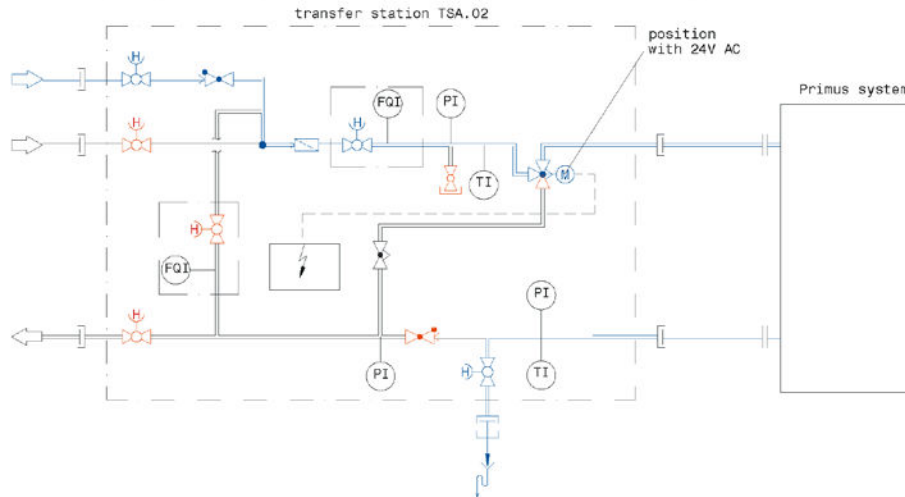 transfer station TSA.02
position
with 24V AC
Primus system
H
H
H
FQI
PI
TI
M
H
FQI
H
PI
PI
H
TI